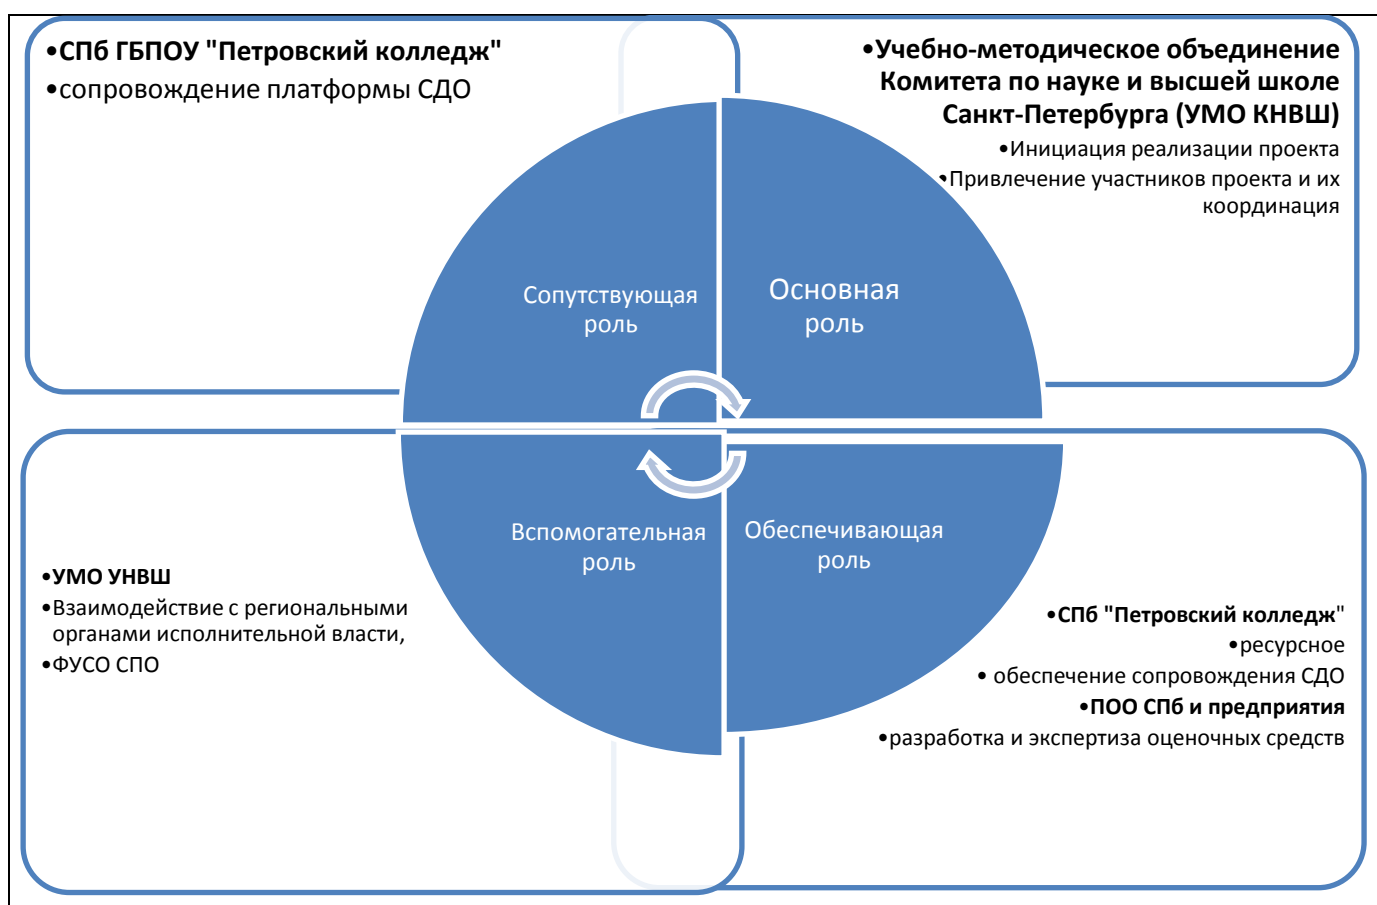 •СПб ГБПОУ "Петровский колледж"
•сопровождение платформы СДО
•Учебно-методическое объединение
Комитета по науке и высшей школе
Санкт-Петербурга (УМО КНВШ)
•Инициация реализации проекта
•Привлечение участников проекта и их
координация
Сопутствующая
роль
Основная
роль
Вспомогательная
роль
Обеспечивающая
роль
•УМО УНВШ
•Взаимодействие с региональными
органами исполнительной власти,
•ФУСО СПО
•СПб "Петровский колледж"
•ресурсное
• обеспечение сопровождения СДО
•ПОО СПб и предприятия
•разработка и экспертиза оценочных средств